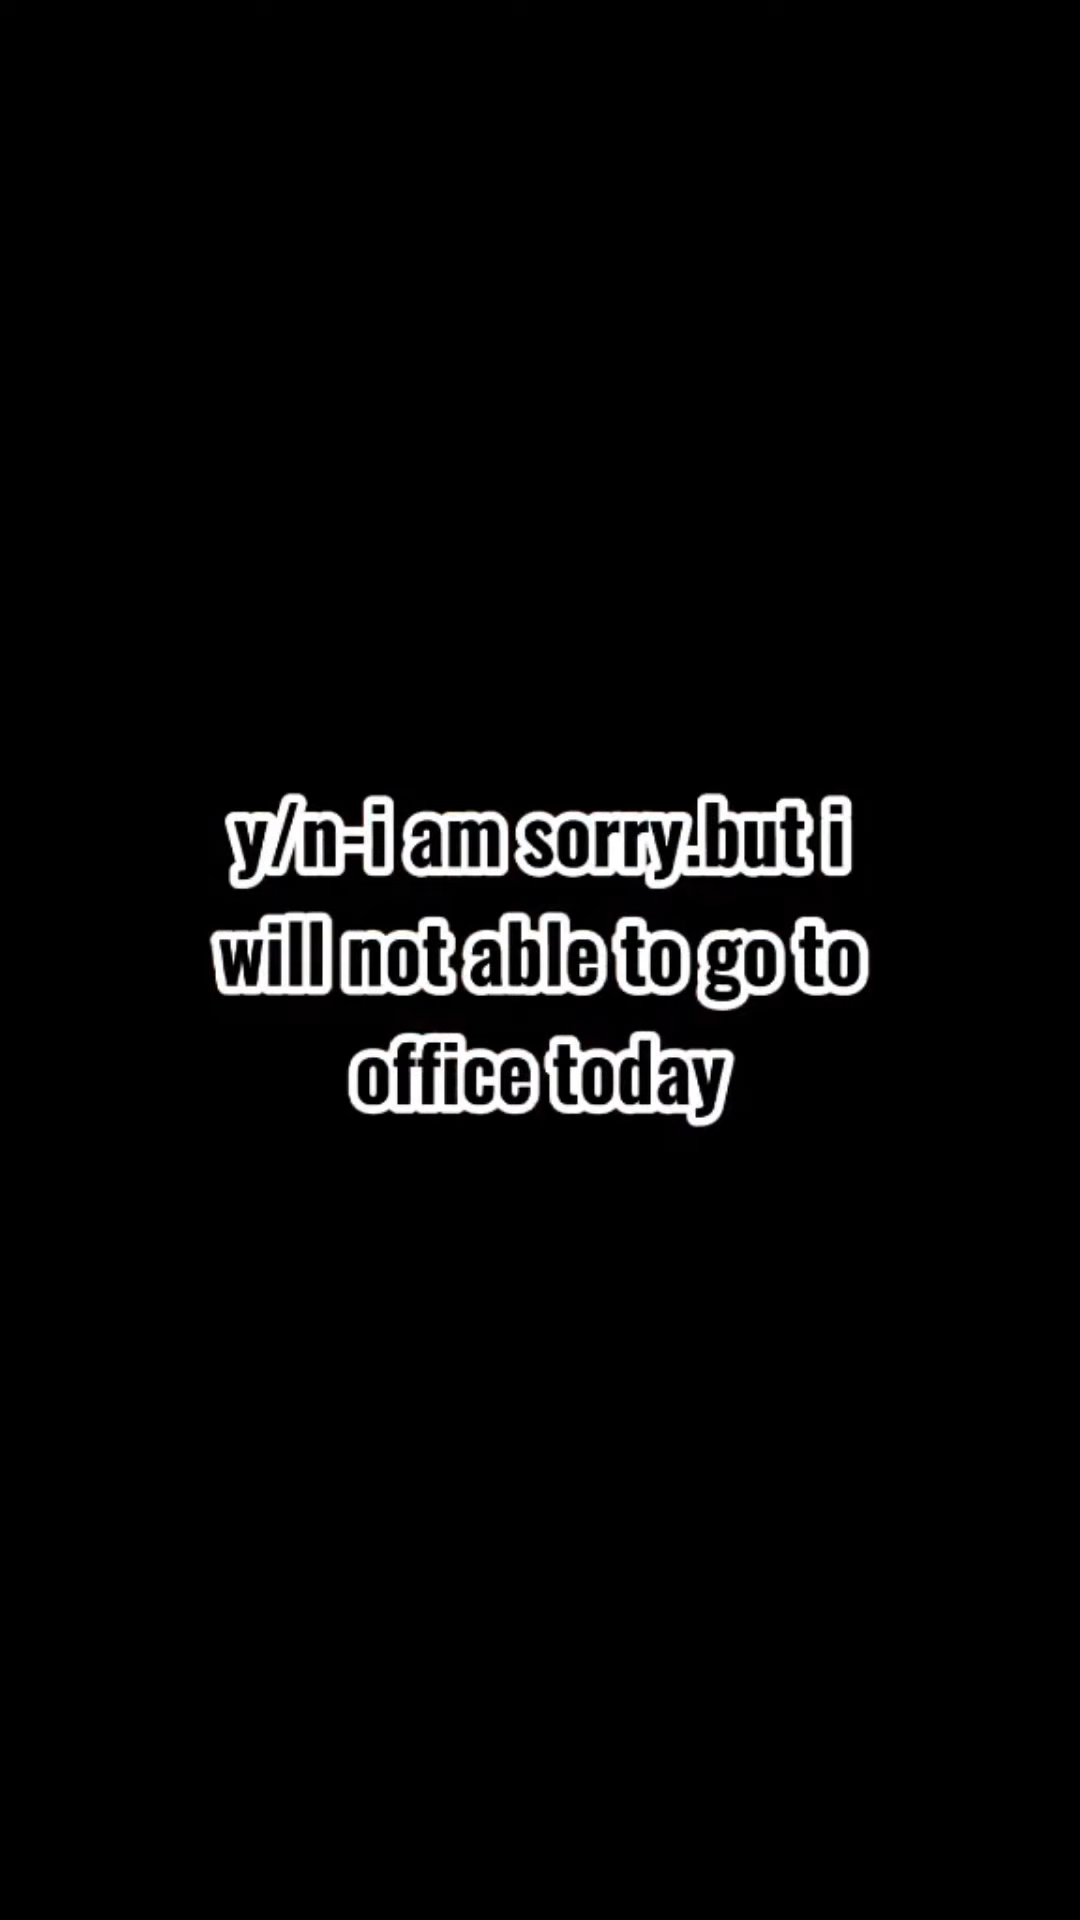 y/n-i am sorry.but i
will not able to go to
office today